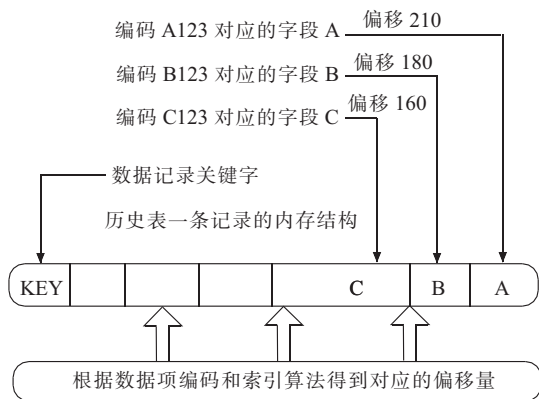 编码 A123 对应的字段 A 偏移 210
编码 B123 对应的字段 B 偏移 180
编码 C123 对应的字段 C 偏移 160
数据记录关键字
历史表一条记录的内存结构
KEY C B A
根据数据项编码和索引算法得到对应的偏移量